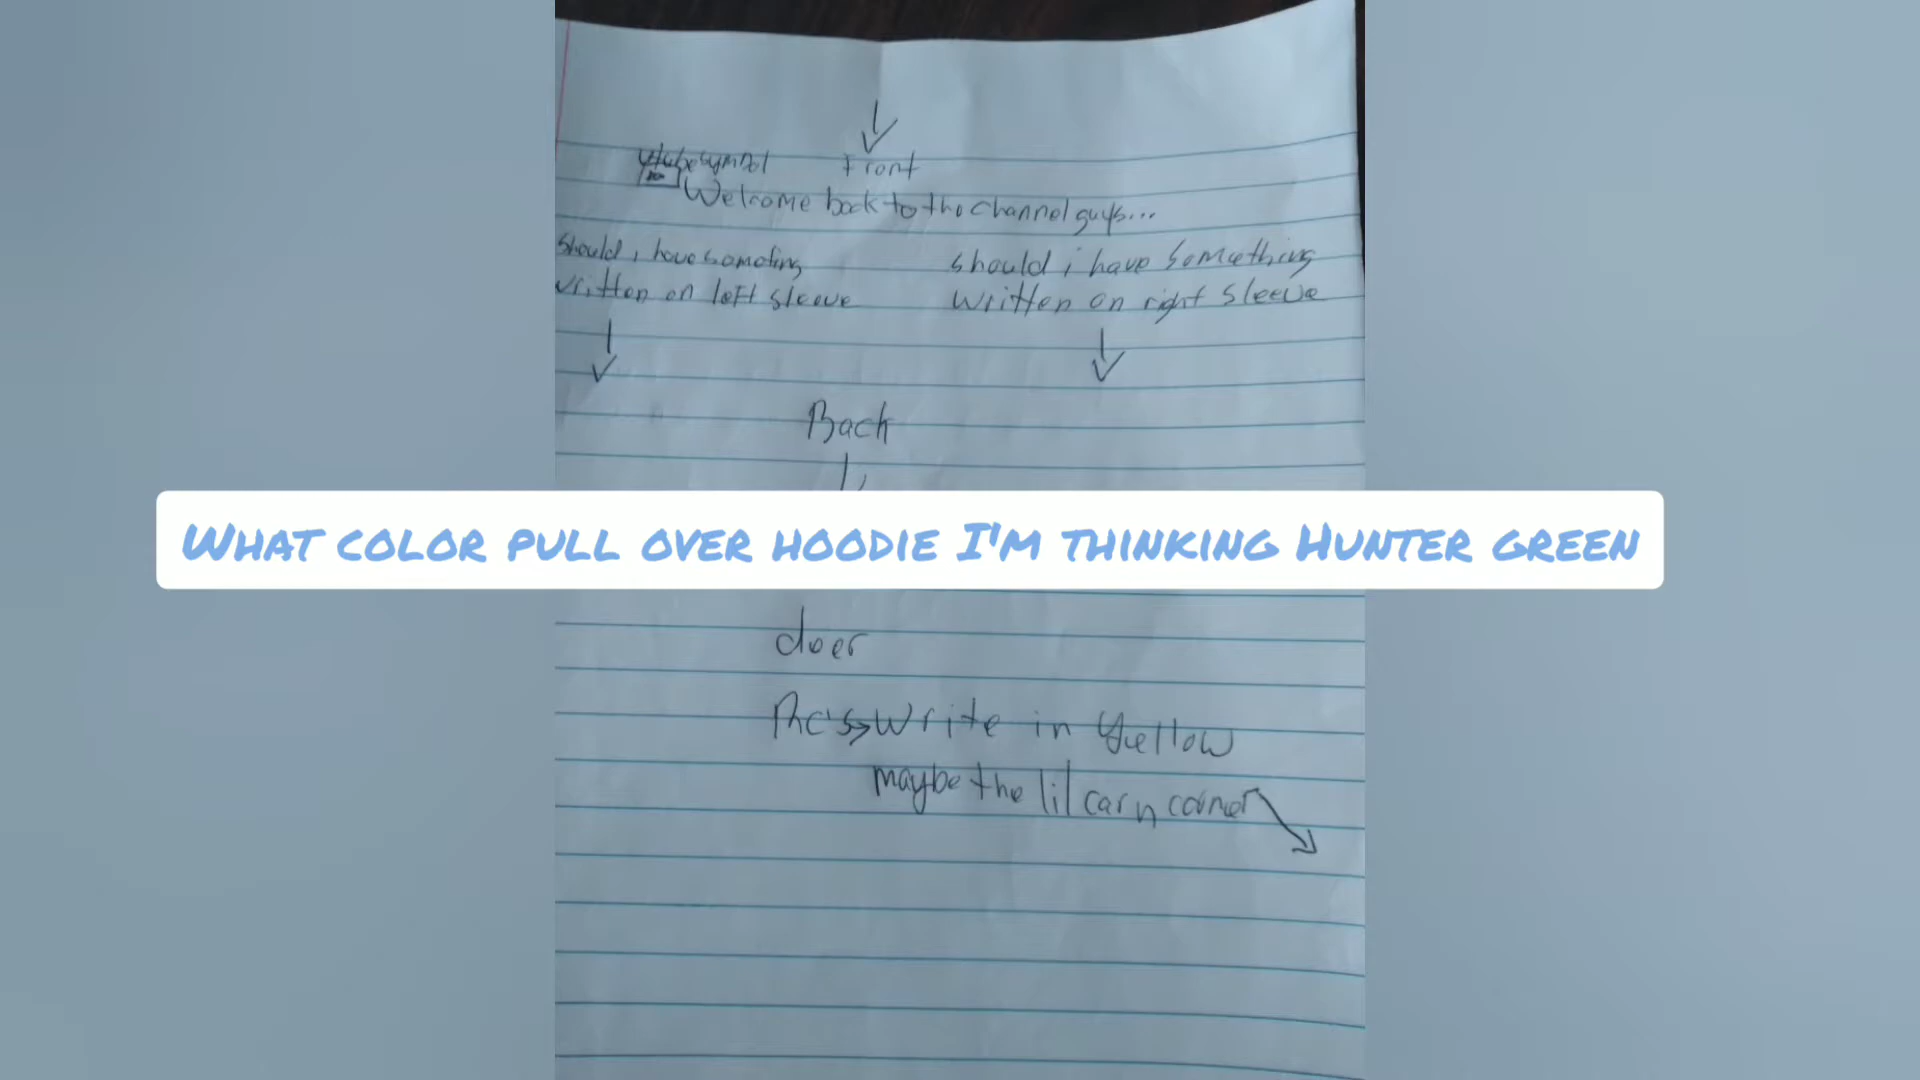 Front
Welcome back to the channel guys...
should i have someting
should i have something
written on left sleeve
written on right sleeve
Back
What color pull over hoodie I'm thinking Hunter green
doer
Rc's→write in yellow
maybe the lil car n corner